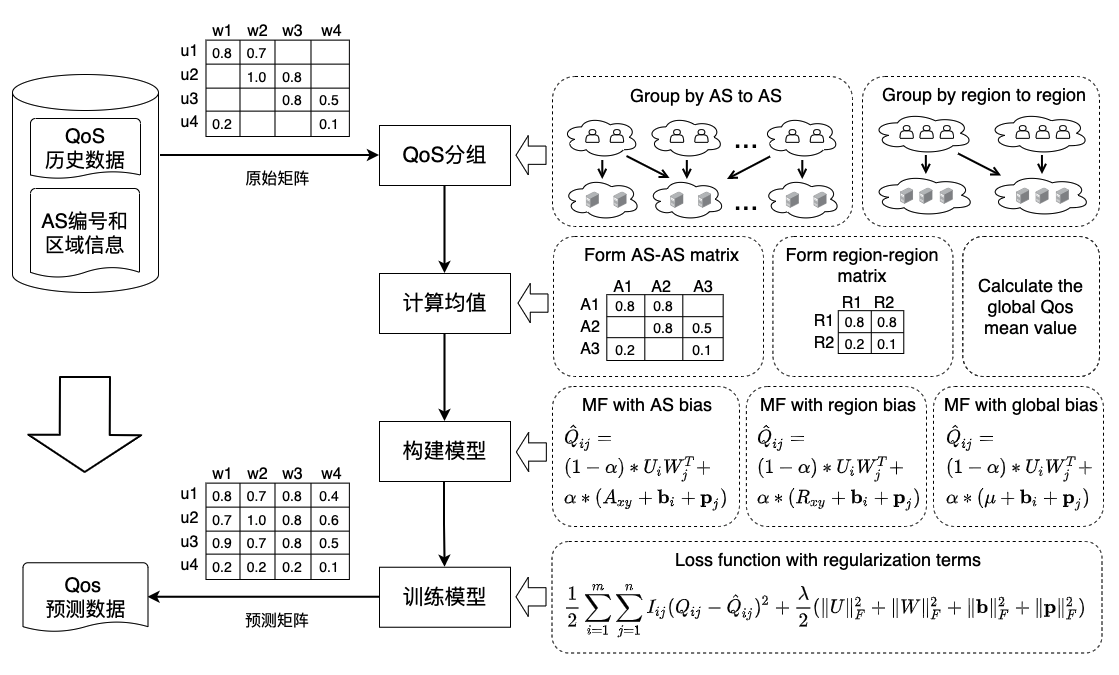 w1 w2 w3 w4
u1 0.8 0.7
u2 1.0 0.8
u3 0.8 0.5
u4 0.2 0.1
QoS
历史数据
AS编号和
区域信息
原始矩阵
QoS分组
Group by AS to AS
...
...
Group by region to region
计算均值
Form AS-AS matrix
A1 A2 A3
A1 0.8 0.8
A2 0.8 0.5
A3 0.2 0.1
Form region-region
matrix
R1 R2
R1 0.8 0.8
R2 0.2 0.1
Calculate the
global Qos
mean value
构建模型
MF with AS bias
$\hat{Q}_{ij} =$
$(1-\alpha) * U_i W_j^T +$
$\alpha * (A_{xy} + \mathbf{b}_i + \mathbf{p}_j)$
MF with region bias
$\hat{Q}_{ij} =$
$(1-\alpha) * U_i W_j^T +$
$\alpha * (R_{xy} + \mathbf{b}_i + \mathbf{p}_j)$
MF with global bias
$\hat{Q}_{ij} =$
$(1-\alpha) * U_i W_j^T +$
$\alpha * (\mu + \mathbf{b}_i + \mathbf{p}_j)$
w1 w2 w3 w4
u1 0.8 0.7 0.8 0.4
u2 0.7 1.0 0.8 0.6
u3 0.9 0.7 0.8 0.5
u4 0.2 0.2 0.2 0.1
Qos
预测数据
预测矩阵
训练模型
Loss function with regularization terms
$\frac{1}{2} \sum_{i=1}^{m} \sum_{j=1}^{n} I_{ij} (Q_{ij} - \hat{Q}_{ij})^2 + \frac{\lambda}{2} (\|U\|_F^2 + \|W\|_F^2 + \|\mathbf{b}\|_F^2 + \|\mathbf{p}\|_F^2)$